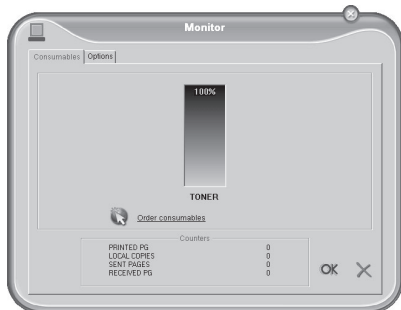 Monitor
Consumables Options
100%
TONER
Order consumables
Counters
PRINTED PG 0
LOCAL COPIES 0
SENT PAGES 0
RECEIVED PG 0
OK